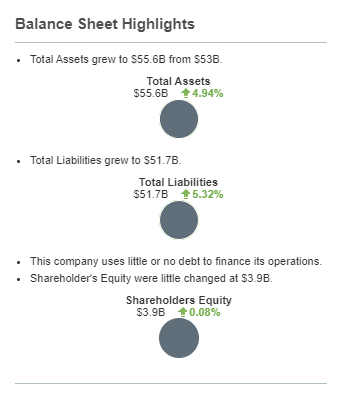 Balance Sheet Highlights
• Total Assets grew to $55.6B from $53B.
Total Assets
$55.6B 4.94%
• Total Liabilities grew to $51.7B.
Total Liabilities
$51.7B 5.32%
• This company uses little or no debt to finance its operations.
• Shareholder's Equity were little changed at $3.9B.
Shareholders Equity
$3.9B 0.08%